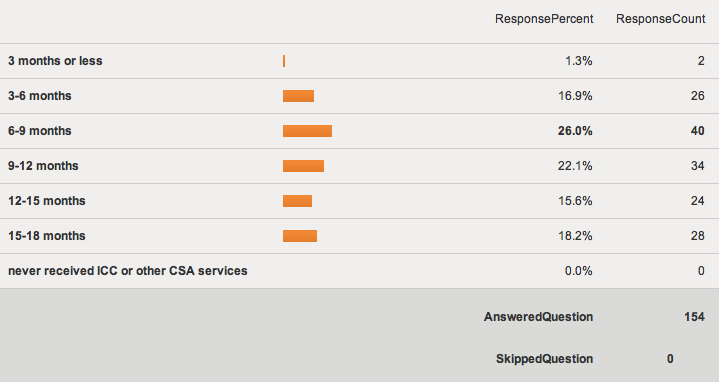 ResponsePercent ResponseCount
3 months or less 1.3% 2
3-6 months 16.9% 26
6-9 months 26.0% 40
9-12 months 22.1% 34
12-15 months 15.6% 24
15-18 months 18.2% 28
never received ICC or other CSA services 0.0% 0
AnsweredQuestion 154
SkippedQuestion 0